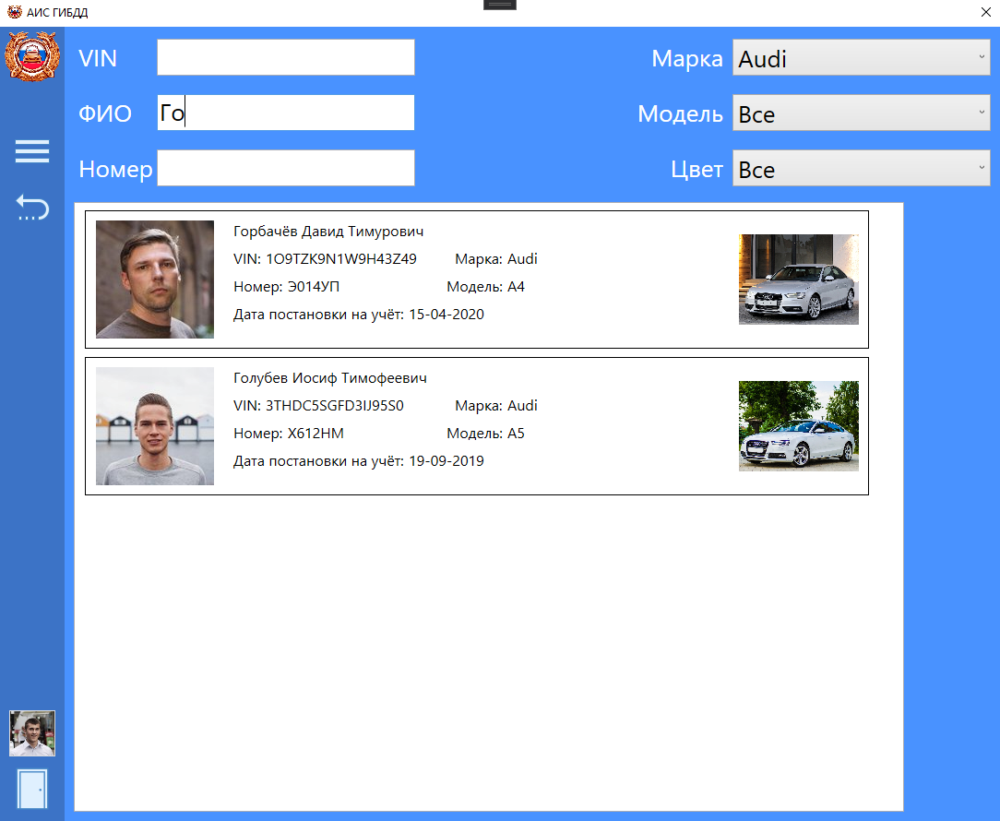 АИС ГИБДД
VIN
Марка Audi
ФИО Го
Модель Все
Номер
Цвет Все
Горбачёв Давид Тимурович
VIN: 1O9TZK9N1W9H43Z49 Марка: Audi
Номер: Э014УП Модель: A4
Дата постановки на учёт: 15-04-2020
Голубев Иосиф Тимофеевич
VIN: 3THDC5SGFD3IJ95S0 Марка: Audi
Номер: Х612НМ Модель: A5
Дата постановки на учёт: 19-09-2019